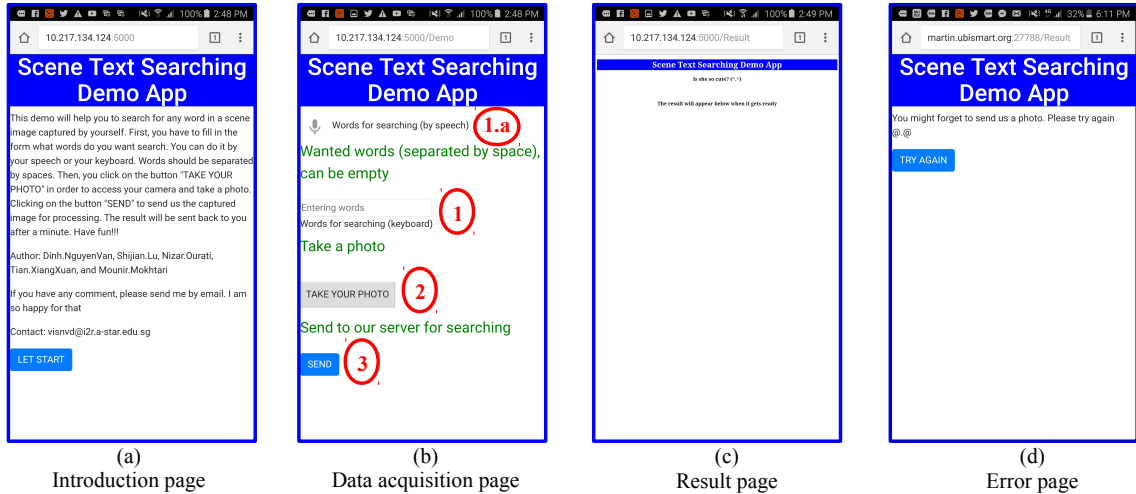 100% 2:48 PM
10.217.134.124:5000
1
Scene Text Searching
Demo App
This demo will help you to search for any word in a scene
image captured by yourself. First, you have to fill in the
form what words do you want search. You can do it by
your speech or your keyboard. Words should be separated
by spaces. Then, you click on the button "TAKE YOUR
PHOTO" in order to access your camera and take a photo.
Clicking on the button "SEND" to send us the captured
image for processing. The result will be sent back to you
after a minute. Have fun!!!
Author: Dinh.NguyenVan, Shijian.Lu, Nizar.Ourati,
Tian.XiangXuan, and Mounir.Mokhtari
If you have any comment, please send me by email. I am
so happy for that
Contact: visnvd@i2r.a-star.edu.sg
LET START
(a)
Introduction page
100% 2:48 PM
10.217.134.124:5000/Demo
1
Scene Text Searching
Demo App
Words for searching (by speech)
1.a
Wanted words (separated by space),
can be empty
Entering words
1
Words for searching (keyboard)
Take a photo
TAKE YOUR PHOTO
2
Send to our server for searching
SEND
3
(b)
Data acquisition page
100% 2:49 PM
10.217.134.124:5000/Result
1
Scene Text Searching Demo App
Is she so cute? (^.^)
The result will appear below when it gets ready
(c)
Result page
32% 6:11 PM
martin.ubismart.org:27788/Result
1
Scene Text Searching
Demo App
You might forget to send us a photo. Please try again
@.@
TRY AGAIN
(d)
Error page